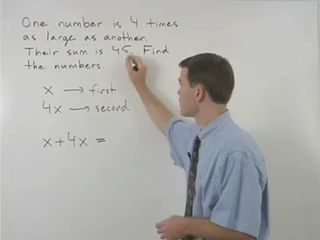 One number is 4 times
as large as another.
Their sum is 45. Find
the numbers.
x → first
4x → second
x + 4x =